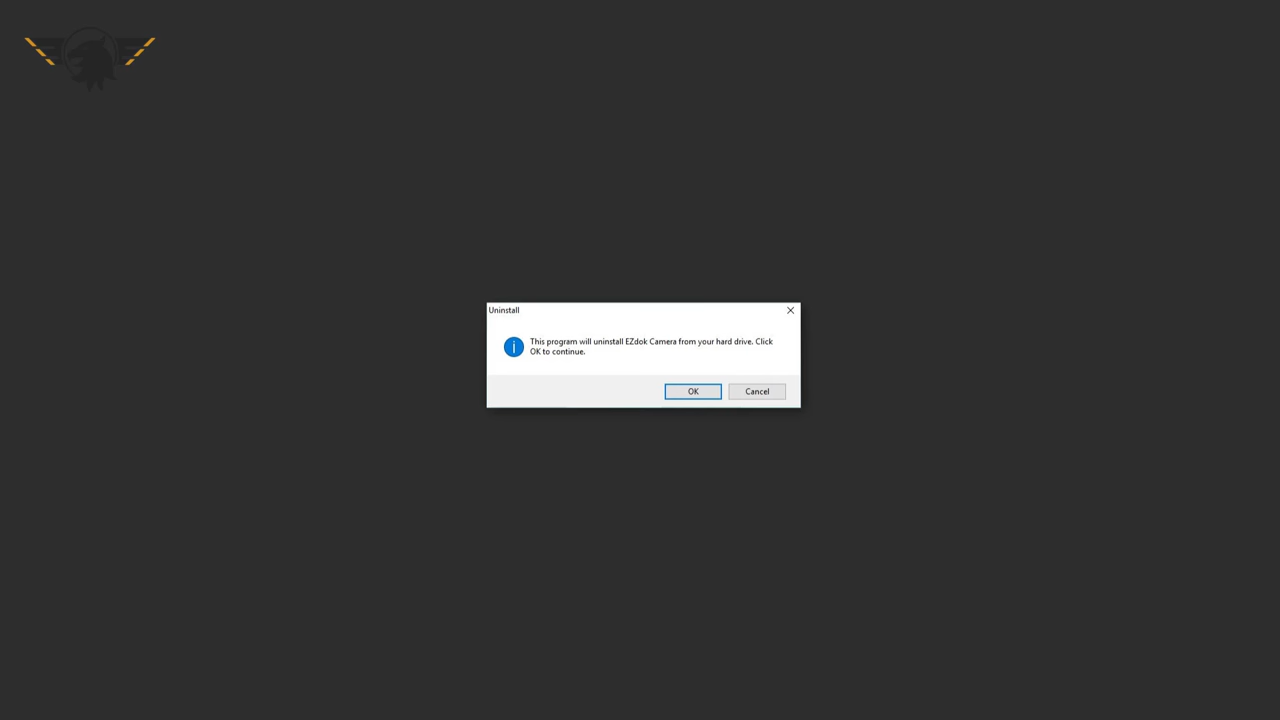 Uninstall
This program will uninstall EZdok Camera from your hard drive. Click
OK to continue.
OK
Cancel